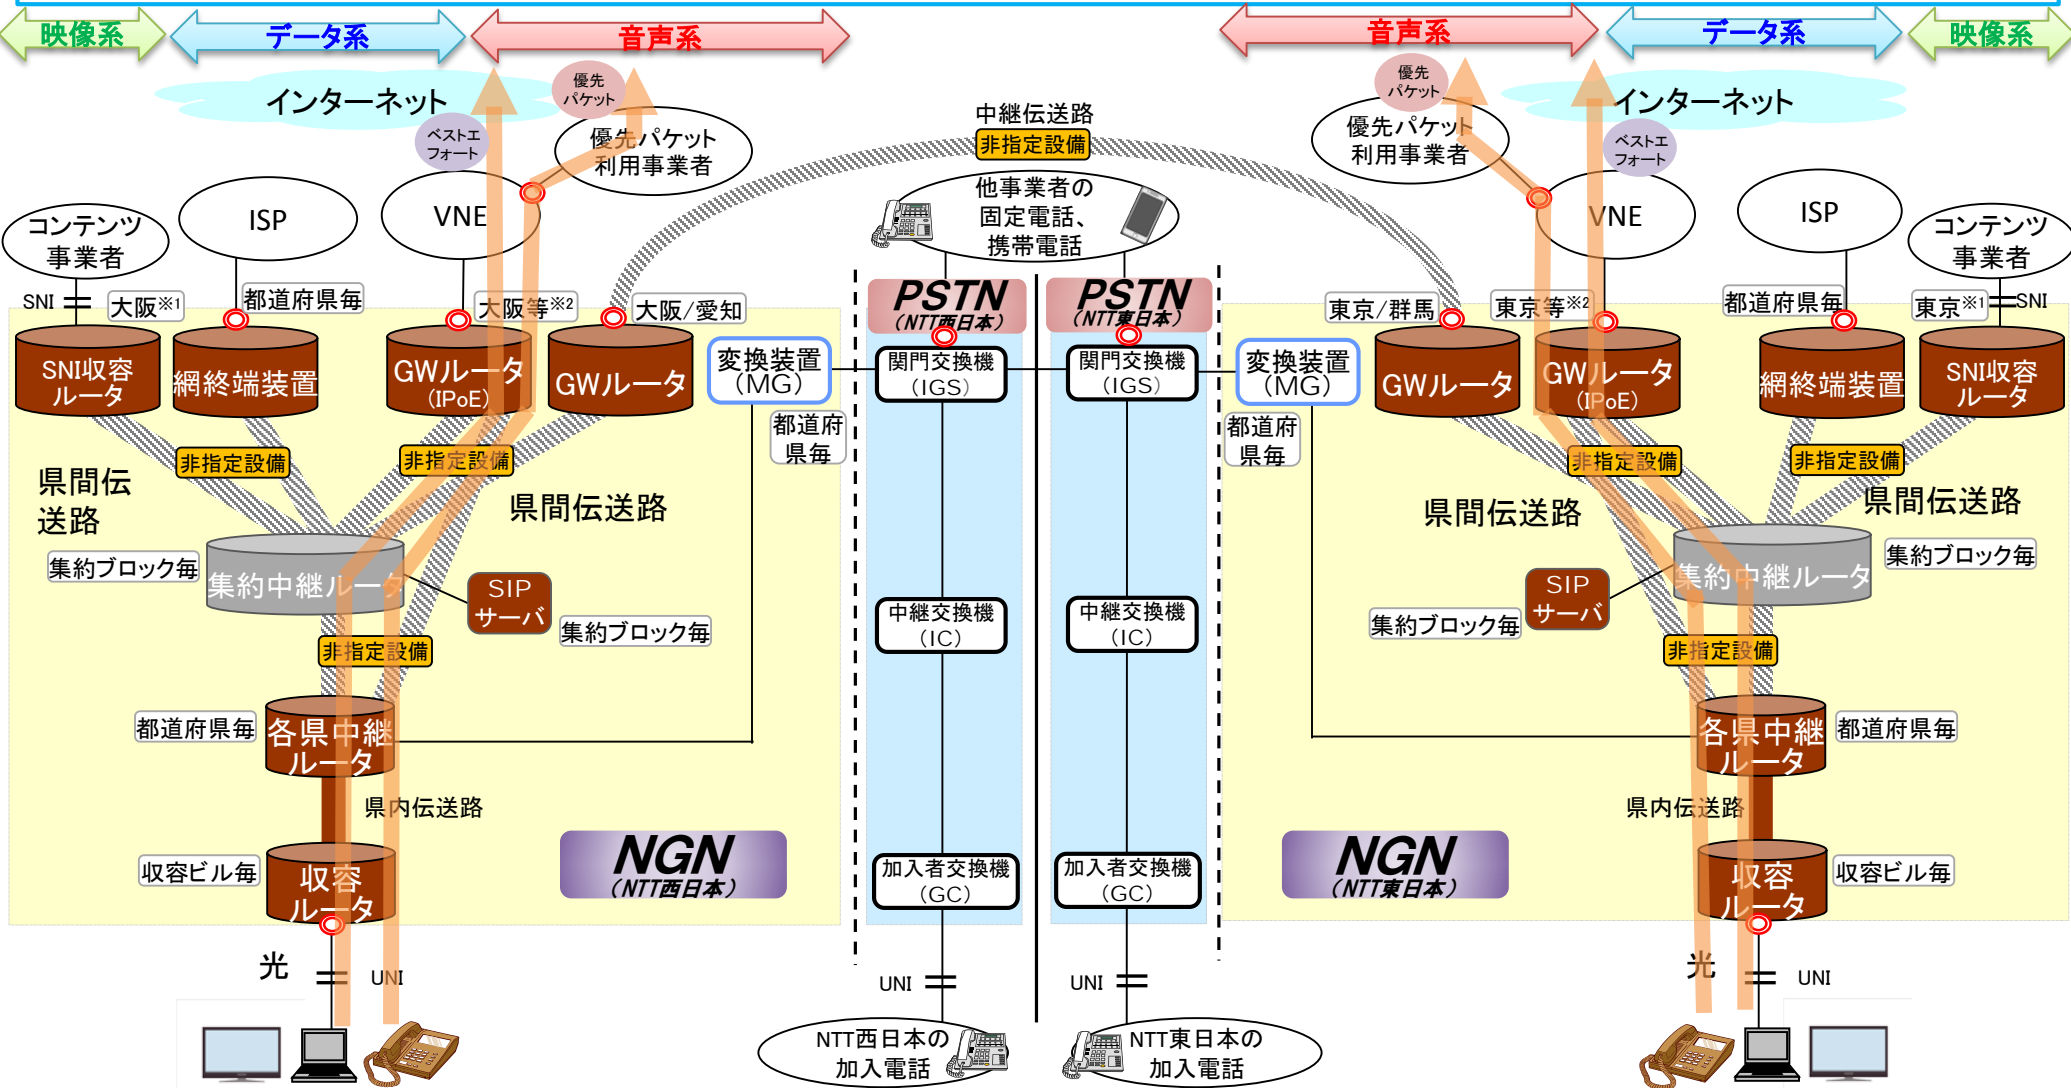 映像系
データ系
音声系
音声系
データ系
映像系
インターネット
優先
パケット
ベストエ
フォート
優先パケット
利用事業者
中継伝送路
非指定設備
優先
パケット
優先パケット
利用事業者
インターネット
ベストエ
フォート
コンテンツ
事業者
ISP
VNE
他事業者の
固定電話、
携帯電話
VNE
ISP
コンテンツ
事業者
SNI
大阪※1
都道府県毎
大阪等※2
大阪/愛知
PSTN
(NTT西日本)
PSTN
(NTT東日本)
東京/群馬
東京等※2
都道府県毎
東京※1
SNI
SNI収容
ルータ
網終端装置
GWルータ
(IPoE)
GWルータ
変換装置
(MG)
関門交換機
(IGS)
関門交換機
(IGS)
変換装置
(MG)
GWルータ
GWルータ
(IPoE)
網終端装置
SNI収容
ルータ
都道府
県毎
都道府
県毎
非指定設備
非指定設備
非指定設備
非指定設備
県間伝
送路
県間伝送路
県間伝送路
県間伝送路
集約ブロック毎
集約中継ルータ
SIP
サーバ
集約ブロック毎
中継交換機
(IC)
中継交換機
(IC)
集約ブロック毎
SIP
サーバ
集約中継ルータ
集約ブロック毎
非指定設備
非指定設備
都道府県毎
各県中継
ルータ
各県中継
ルータ
都道府県毎
県内伝送路
県内伝送路
収容ビル毎
収容
ルータ
NGN
(NTT西日本)
加入者交換機
(GC)
加入者交換機
(GC)
NGN
(NTT東日本)
収容
ルータ
収容ビル毎
光
UNI
UNI
UNI
光
UNI
NTT西日本の
加入電話
NTT東日本の
加入電話